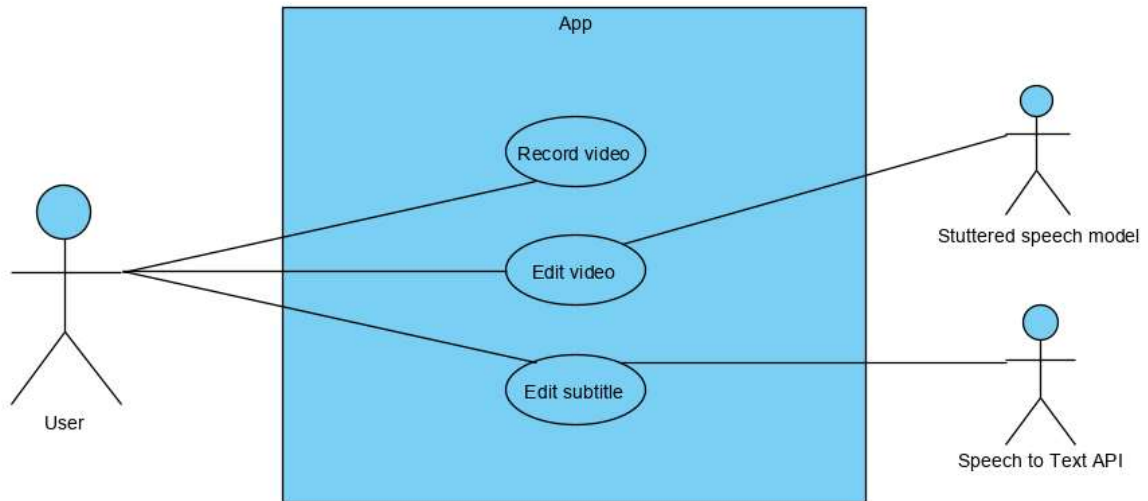 App
Record video
Edit video
Edit subtitle
User
Stuttered speech model
Speech to Text API